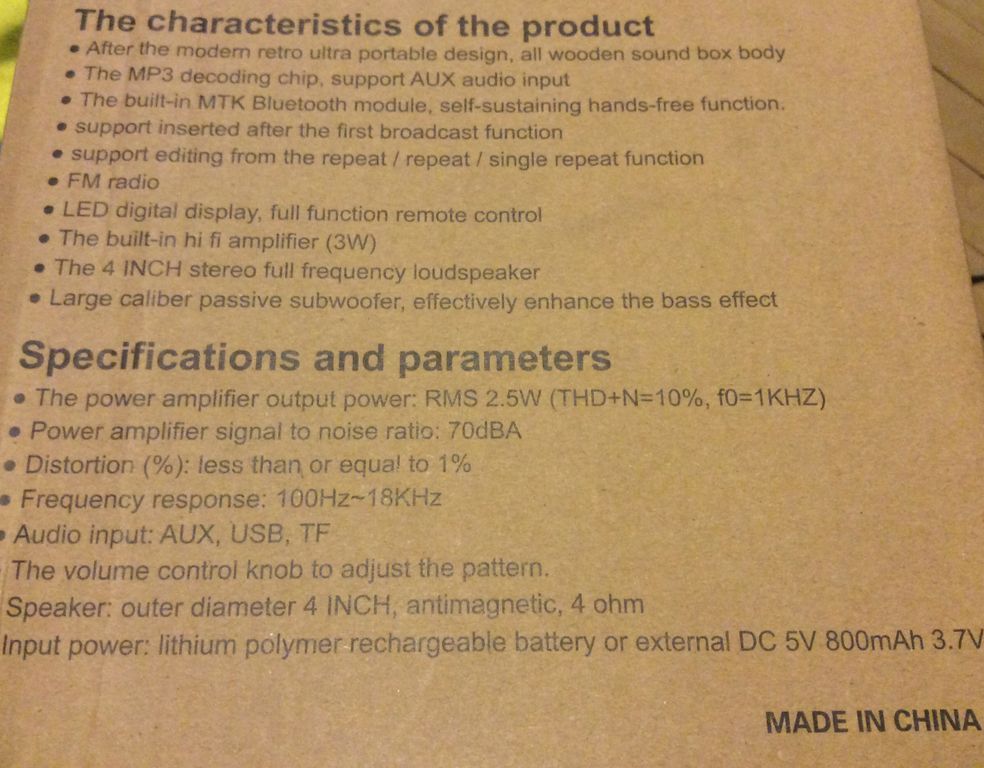 The characteristics of the product
• After the modern retro ultra portable design, all wooden sound box body
• The MP3 decoding chip, support AUX audio input
• The built-in MTK Bluetooth module, self-sustaining hands-free function.
• support inserted after the first broadcast function
• support editing from the repeat / repeat / single repeat function
• FM radio
• LED digital display, full function remote control
• The built-in hi fi amplifier (3W)
• The 4 INCH stereo full frequency loudspeaker
• Large caliber passive subwoofer, effectively enhance the bass effect
Specifications and parameters
• The power amplifier output power: RMS 2.5W (THD+N=10%, f0=1KHZ)
• Power amplifier signal to noise ratio: 70dBA
• Distortion (%): less than or equal to 1%
• Frequency response: 100Hz~18KHz
• Audio input: AUX, USB, TF
The volume control knob to adjust the pattern.
Speaker: outer diameter 4 INCH, antimagnetic, 4 ohm
Input power: lithium polymer rechargeable battery or external DC 5V 800mAh 3.7V
MADE IN CHINA